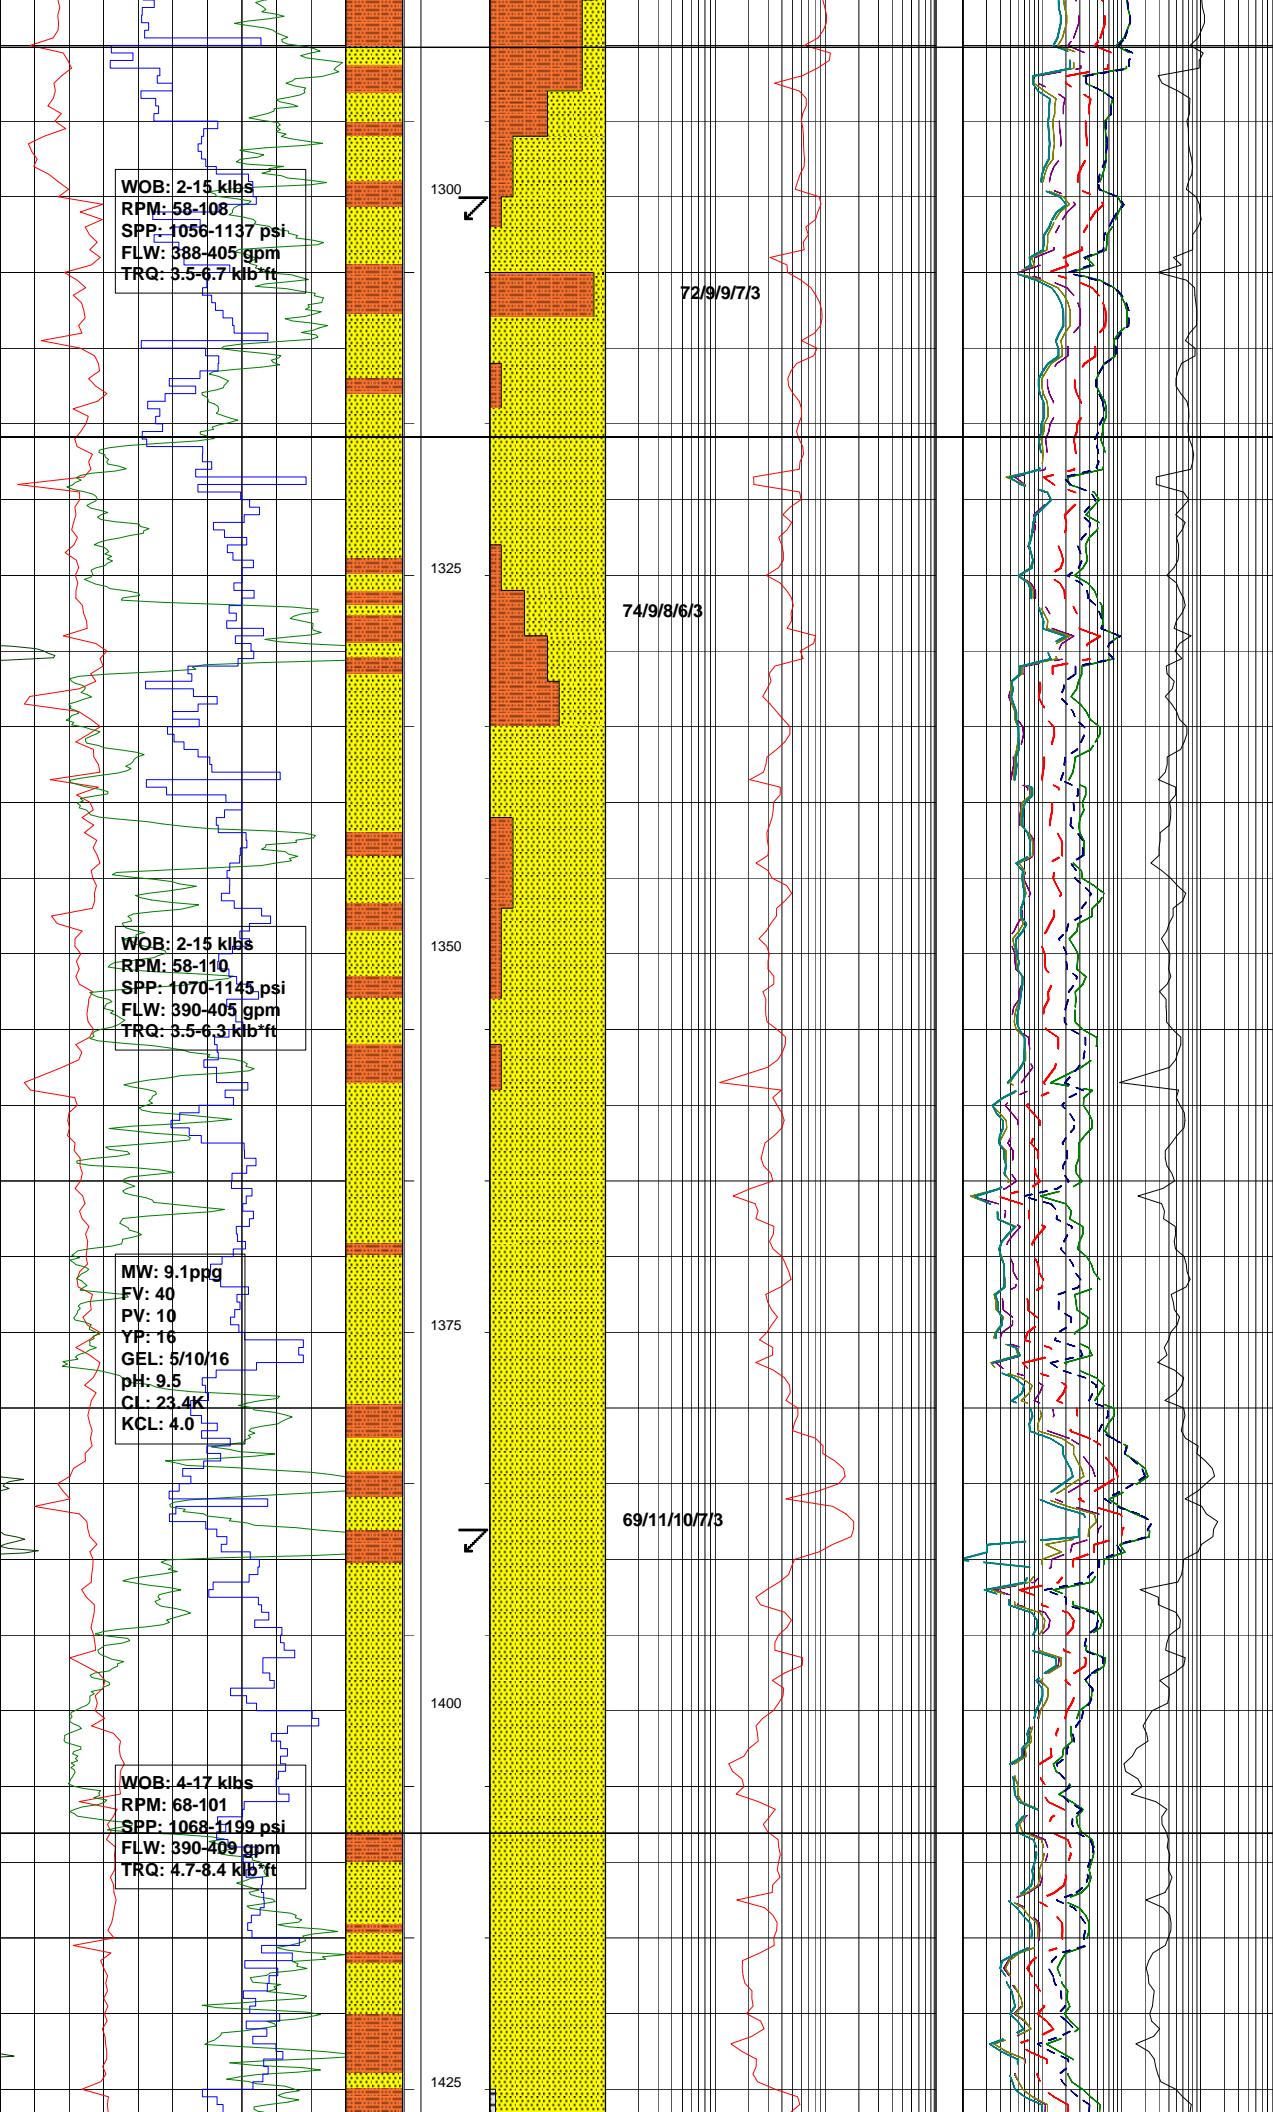 WOB: 2-15 klbs
RPM: 58-108
SPP: 1056-1137 psi
FLW: 388-405 gpm
TRQ: 3.5-6.7 klb*ft
1300
72/9/9/7/3
1325
74/9/8/6/3
WOB: 2-15 klbs
RPM: 58-110
SPP: 1070-1145 psi
FLW: 390-405 gpm
TRQ: 3.5-6.3 klb*ft
1350
MW: 9.1ppg
FV: 40
PV: 10
YP: 16
GEL: 5/10/16
pH: 9.5
CL: 23.4K
KCL: 4.0
1375
69/11/10/7/3
1400
WOB: 4-17 klbs
RPM: 68-101
SPP: 1068-1199 psi
FLW: 390-409 gpm
TRQ: 4.7-8.4 klb*ft
1425